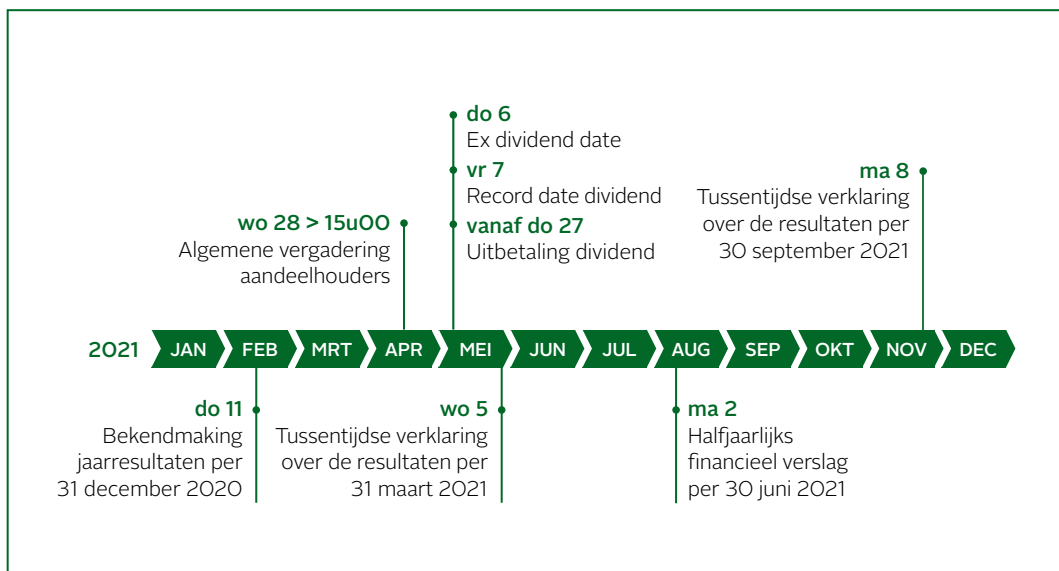 do 6
Ex dividend date
vr 7
Record date dividend
vanaf do 27
Uitbetaling dividend
wo 28 > 15u00
Algemene vergadering
aandeelhouders
ma 8
Tussentijdse verklaring
over de resultaten per
30 september 2021
2021 JAN FEB MRT APR MEI JUN JUL AUG SEP OKT NOV DEC
do 11
Bekendmaking
jaarresultaten per
31 december 2020
wo 5
Tussentijdse verklaring
over de resultaten per
31 maart 2021
ma 2
Halfjaarlijks
financieel verslag
per 30 juni 2021